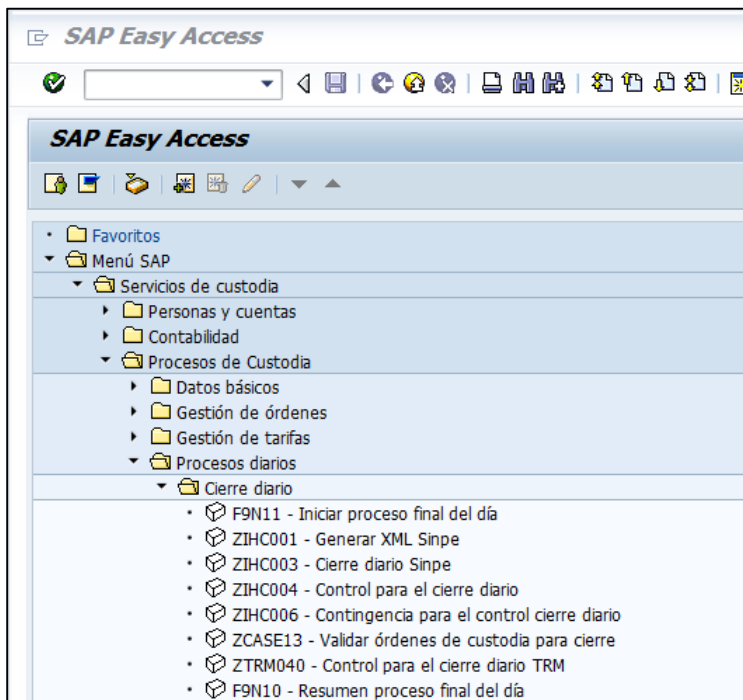 SAP Easy Access
SAP Easy Access
Favoritos
Menú SAP
Servicios de custodia
Personas y cuentas
Contabilidad
Procesos de Custodia
Datos básicos
Gestión de órdenes
Gestión de tarifas
Procesos diarios
Cierre diario
F9N11 - Iniciar proceso final del día
ZIHC001 - Generar XML Sinpe
ZIHC003 - Cierre diario Sinpe
ZIHC004 - Control para el cierre diario
ZIHC006 - Contingencia para el control cierre diario
ZCASE13 - Validar órdenes de custodia para cierre
ZTRM040 - Control para el cierre diario TRM
F9N10 - Resumen proceso final del día